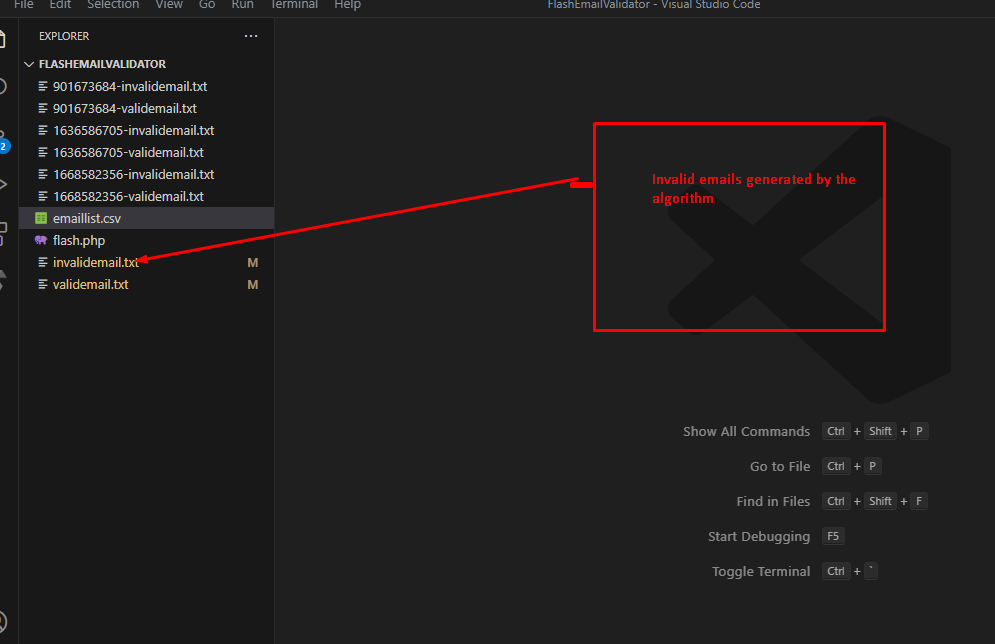 File Edit Selection View Go Run Terminal Help FlashEmailValidator - Visual Studio Code
EXPLORER ...
FLASHEMAILVALIDATOR
901673684-invalidemail.txt
901673684-validemail.txt
1636586705-invalidemail.txt
2
1636586705-validemail.txt
1668582356-invalidemail.txt
1668582356-validemail.txt
emaillist.csv
flash.php
invalidemail.txt M
validemail.txt M
Invalid emails generated by the
algorithm
Show All Commands Ctrl + Shift + P
Go to File Ctrl + P
Find in Files Ctrl + Shift + F
Start Debugging F5
Toggle Terminal Ctrl + `